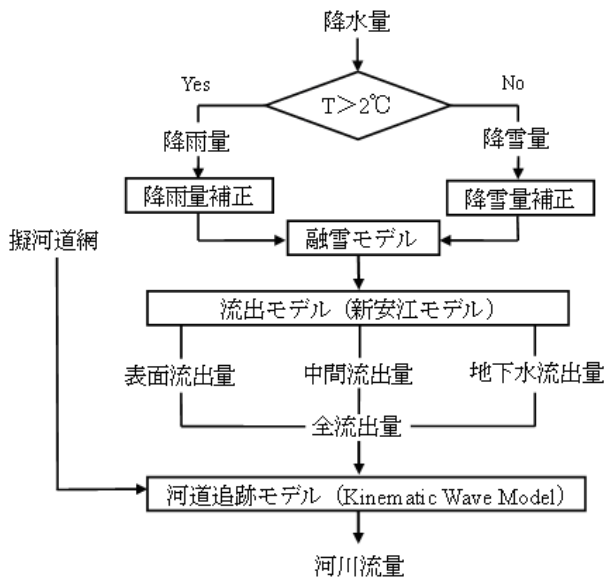 降水量
Yes
No
T＞2℃
降雨量
降雪量
降雨量補正
降雪量補正
擬河道網
融雪モデル
流出モデル（新安江モデル）
表面流出量
中間流出量
地下水流出量
全流出量
河道追跡モデル（Kinematic Wave Model）
河川流量